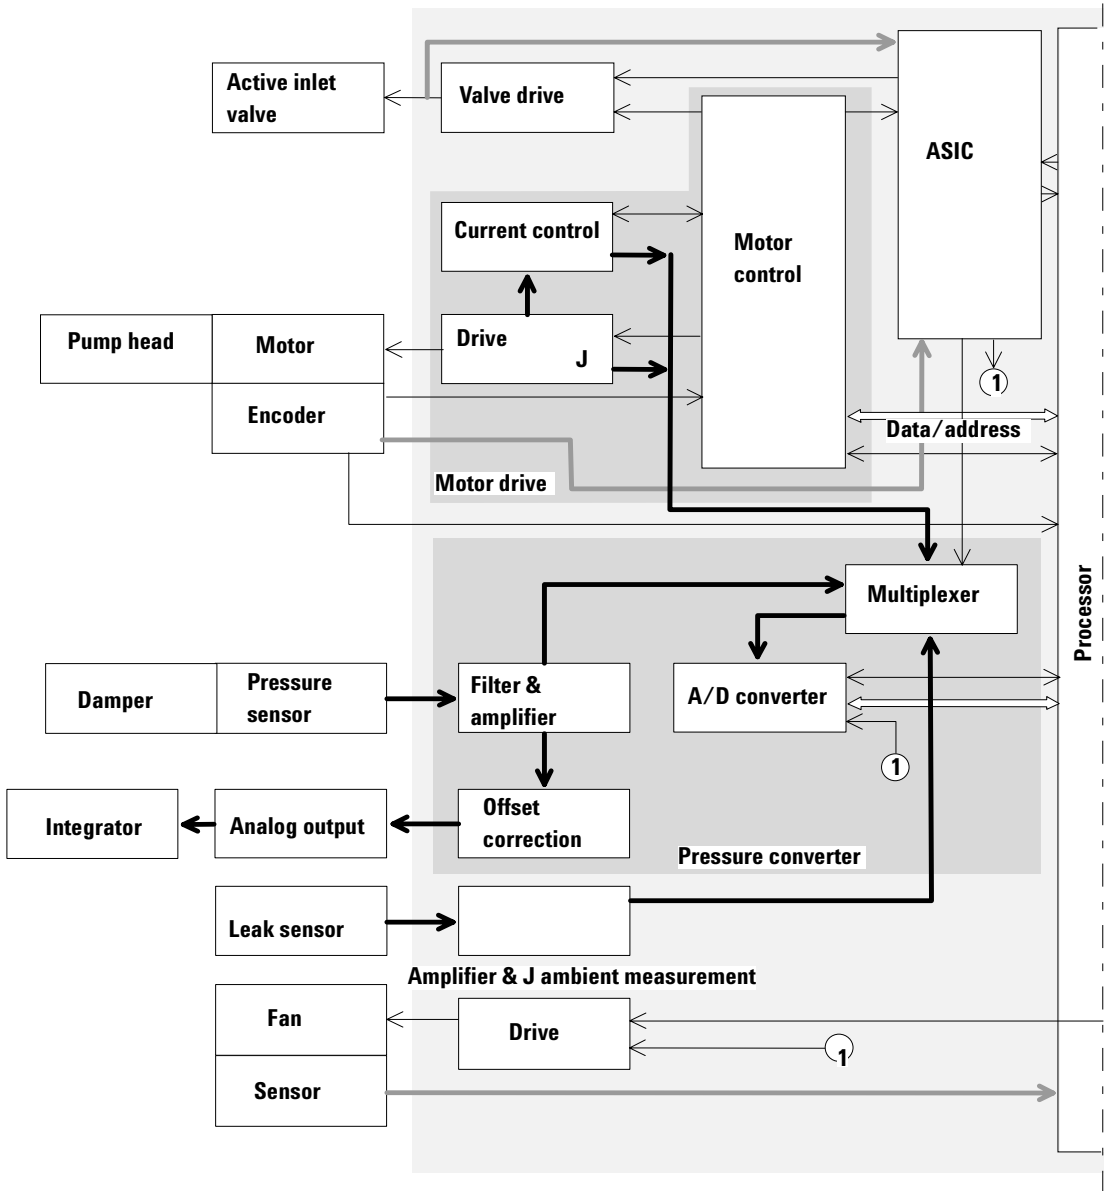 Active inlet
valve
Valve drive
ASIC
Current control
Motor
control
Pump head
Motor
Drive
J
1
Encoder
Data/address
Motor drive
Multiplexer
Processor
Damper
Pressure
sensor
Filter &
amplifier
A/D converter
1
Integrator
Analog output
Offset
correction
Pressure converter
Leak sensor
Amplifier & J ambient measurement
Fan
Drive
1
Sensor